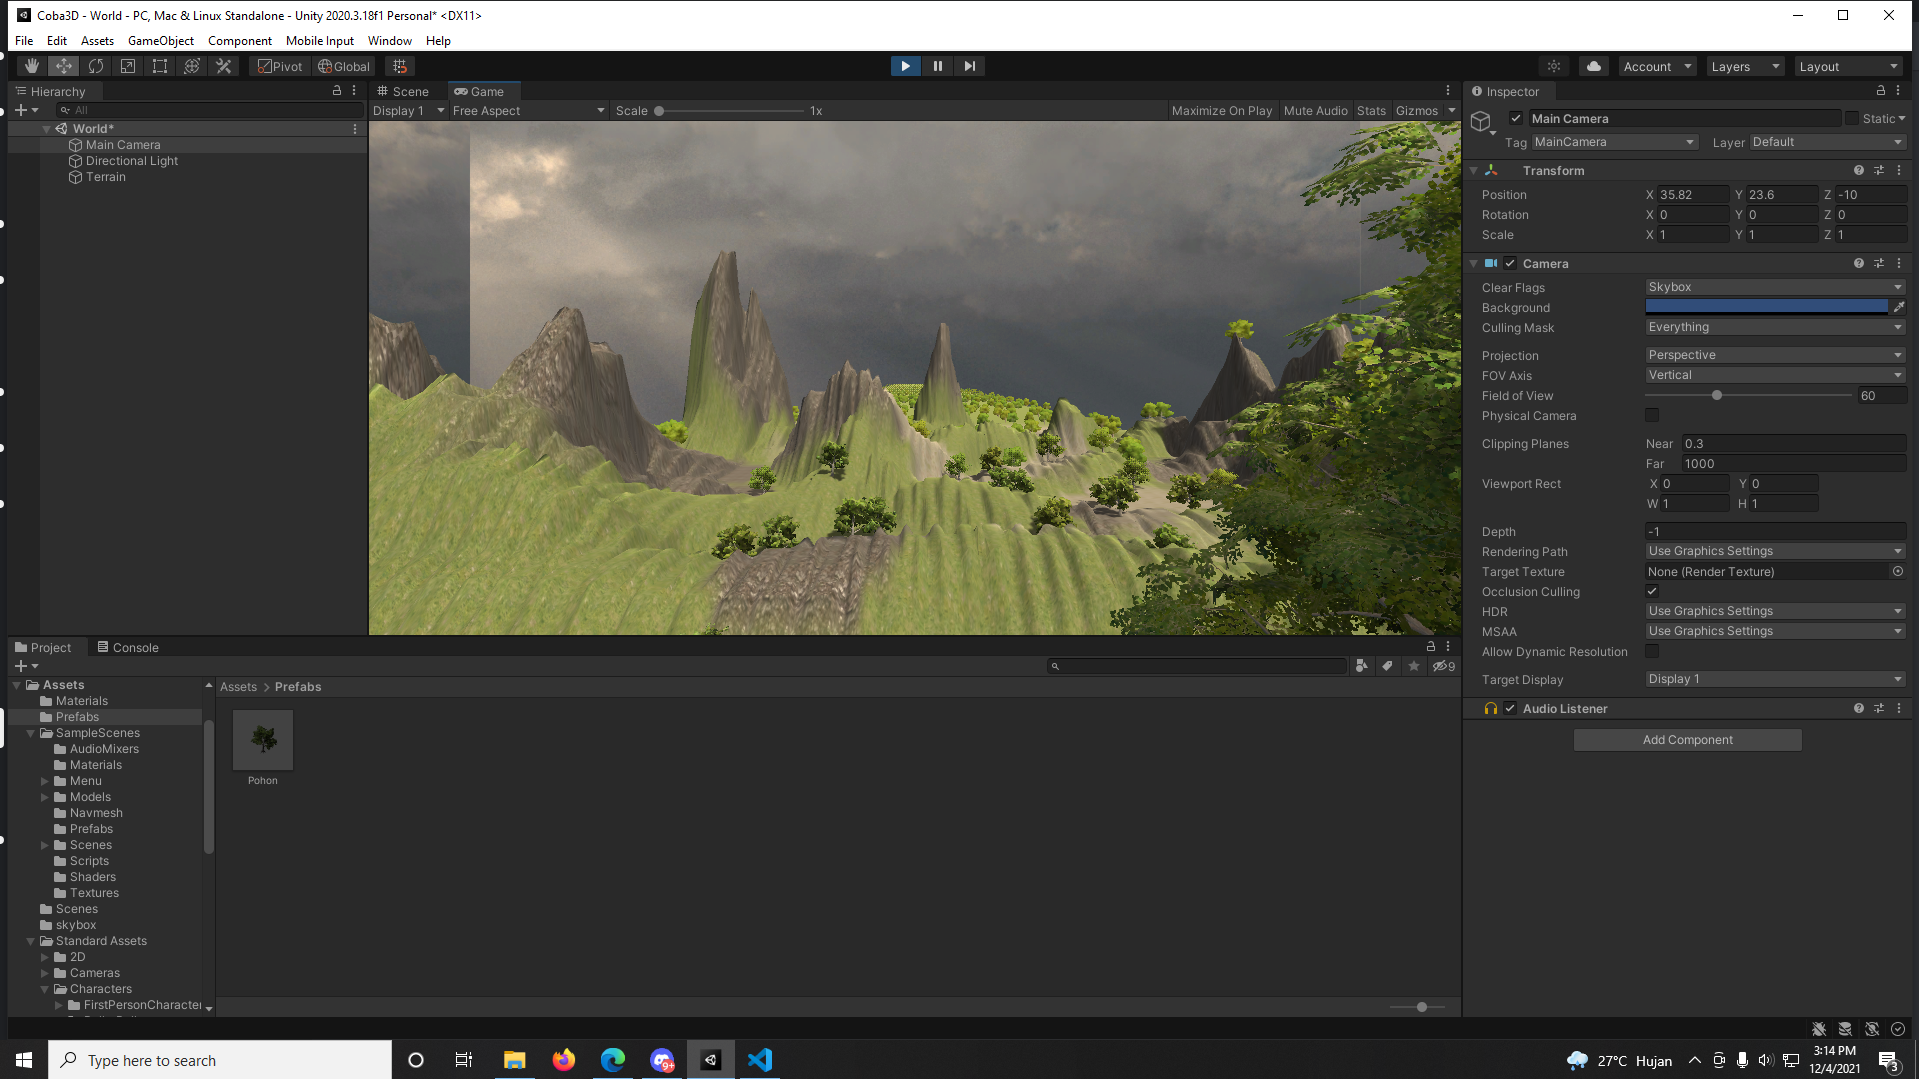 Coba3D - World - PC, Mac & Linux Standalone - Unity 2020.3.18f1 Personal* <DX11>
File Edit Assets GameObject Component Mobile Input Window Help
Pivot Global Account Layers Layout
Hierarchy
All
World*
Main Camera
Directional Light
Terrain
Scene Game
Display 1 Free Aspect Scale 1x Maximize On Play Mute Audio Stats Gizmos
Inspector
Main Camera Static
Tag MainCamera Layer Default
Transform
Position X 35.82 Y 23.6 Z -10
Rotation X 0 Y 0 Z 0
Scale X 1 Y 1 Z 1
Camera
Clear Flags Skybox
Background
Culling Mask Everything
Projection Perspective
FOV Axis Vertical
Field of View 60
Physical Camera
Clipping Planes Near 0.3
Far 1000
Viewport Rect X 0 Y 0
W 1 H 1
Depth -1
Rendering Path Use Graphics Settings
Target Texture None (Render Texture)
Occlusion Culling
HDR Use Graphics Settings
MSAA Use Graphics Settings
Allow Dynamic Resolution
Target Display Display 1
Audio Listener
Add Component
Project Console
9
Assets
Materials
Prefabs
SampleScenes
AudioMixers
Materials
Menu
Models
Navmesh
Prefabs
Scenes
Scripts
Shaders
Textures
Scenes
skybox
Standard Assets
2D
Cameras
Characters
FirstPersonCharacter
Assets > Prefabs
Pohon
Type here to search
9+
27°C Hujan
3:14 PM
12/4/2021
3